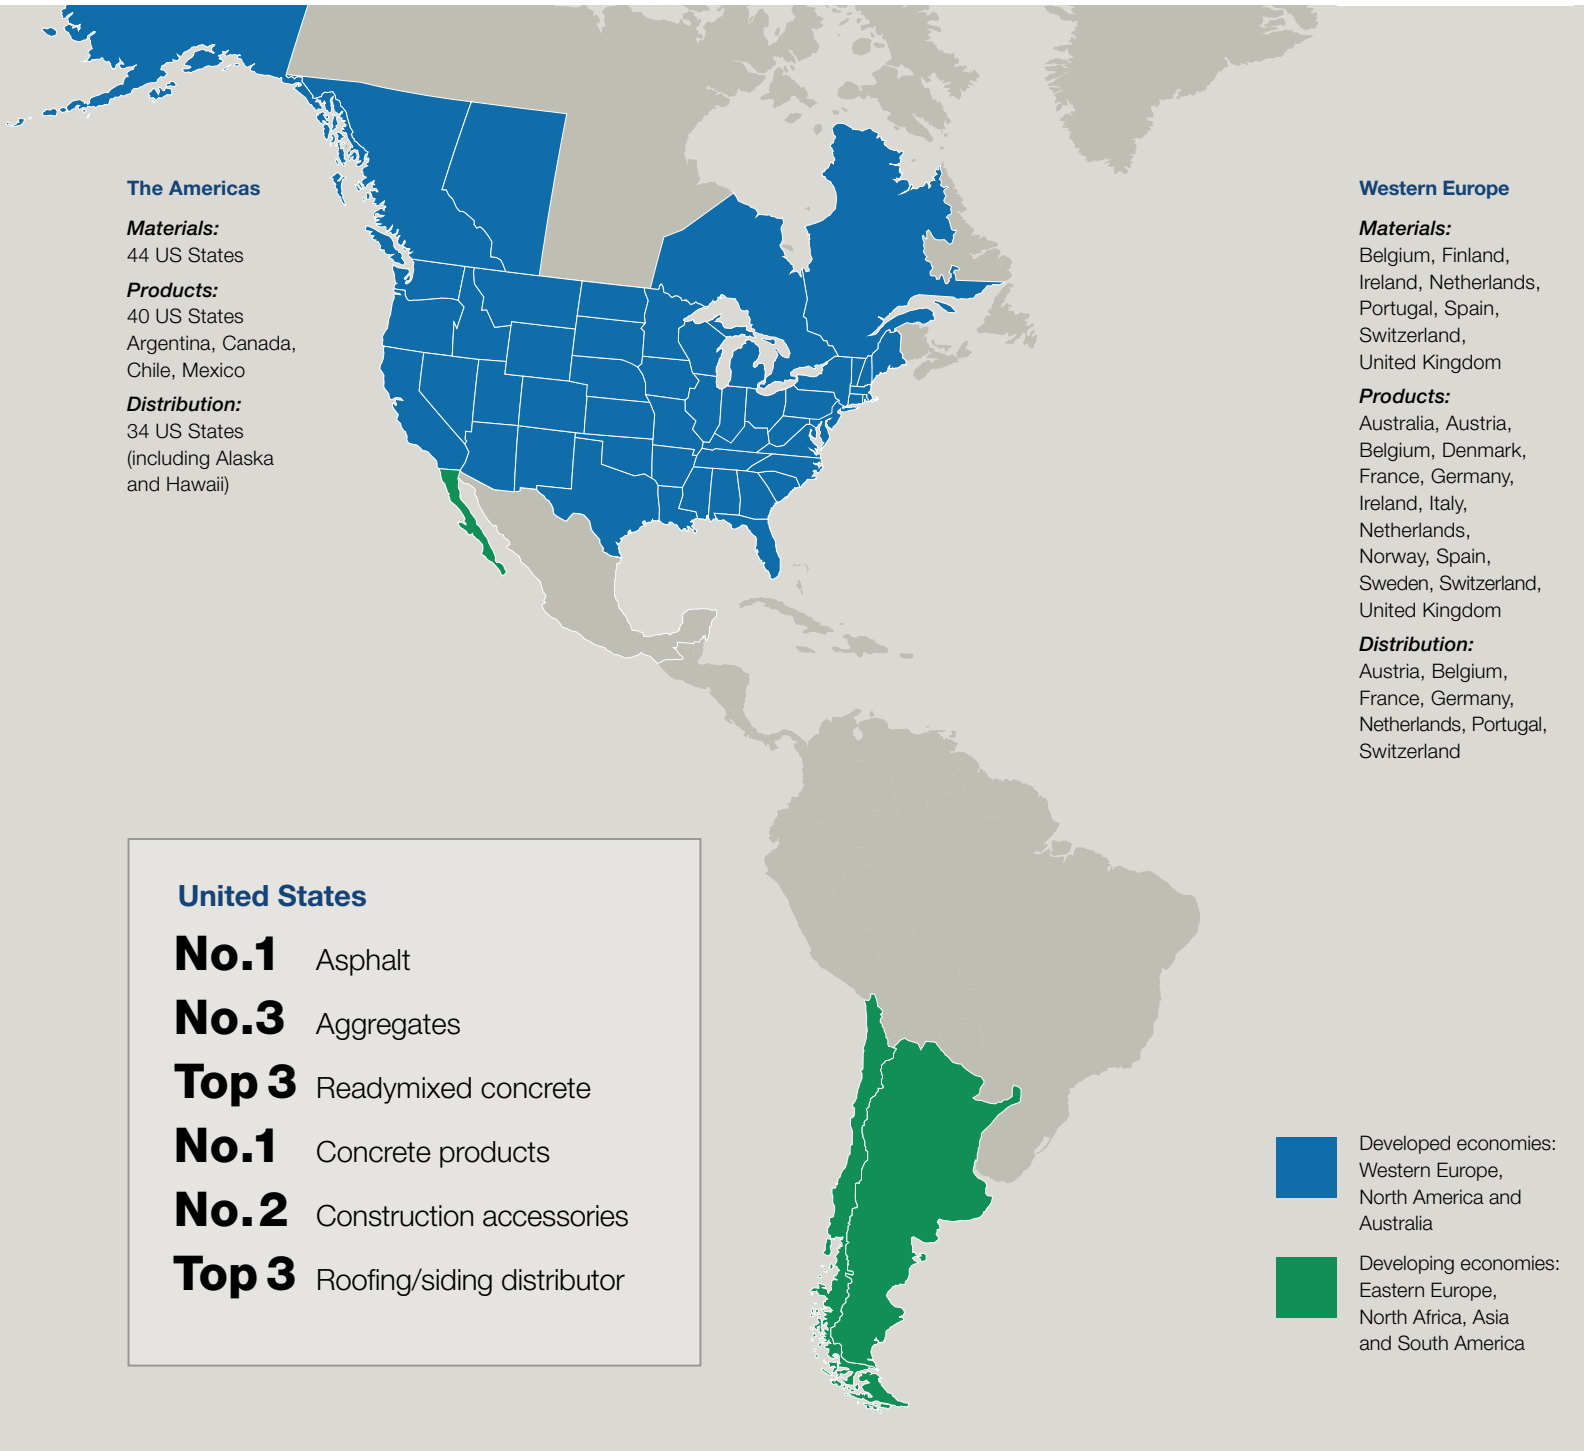 The Americas
Materials:
44 US States
Products:
40 US States
Argentina, Canada,
Chile, Mexico
Distribution:
34 US States
(including Alaska
and Hawaii)
Western Europe
Materials:
Belgium, Finland,
Ireland, Netherlands,
Portugal, Spain,
Switzerland,
United Kingdom
Products:
Australia, Austria,
Belgium, Denmark,
France, Germany,
Ireland, Italy,
Netherlands,
Norway, Spain,
Sweden, Switzerland,
United Kingdom
Distribution:
Austria, Belgium,
France, Germany,
Netherlands, Portugal,
Switzerland
United States
No.1 Asphalt
No.3 Aggregates
Top 3 Readymixed concrete
No.1 Concrete products
No.2 Construction accessories
Top 3 Roofing/siding distributor
Developed economies:
Western Europe,
North America and
Australia
Developing economies:
Eastern Europe,
North Africa, Asia
and South America